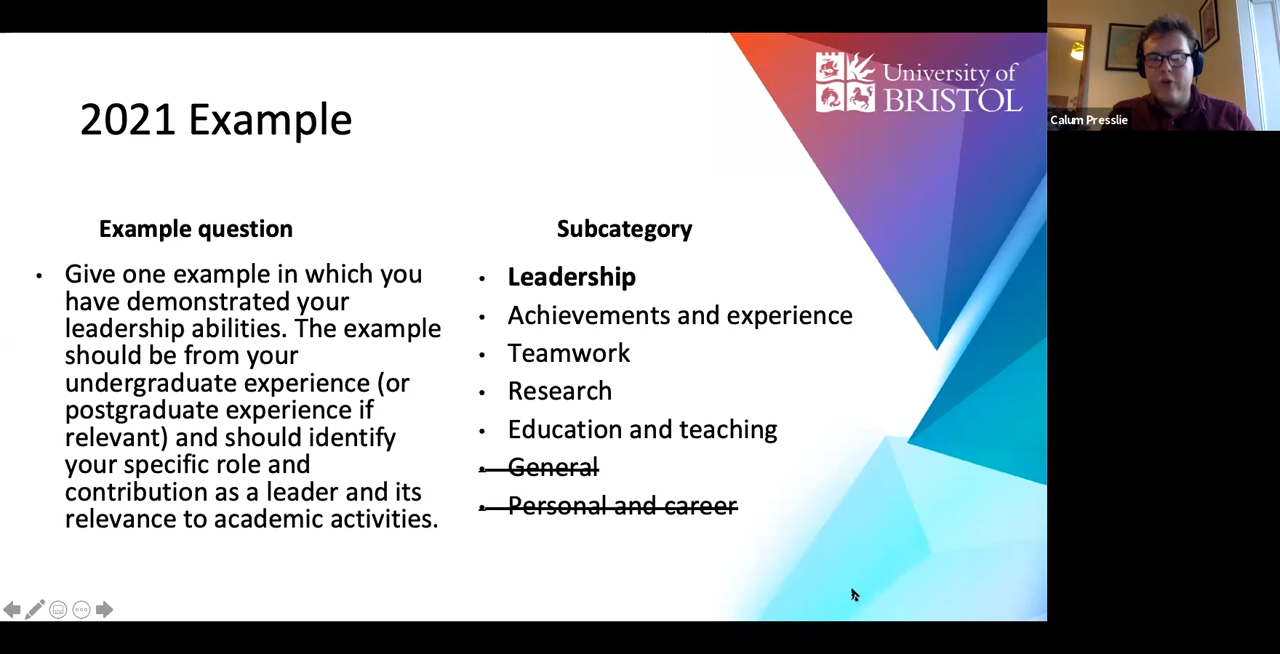 2021 Example
University of
BRISTOL
Calum Presslie
Example question
• Give one example in which you
have demonstrated your
leadership abilities. The example
should be from your
undergraduate experience (or
postgraduate experience if
relevant) and should identify
your specific role and
contribution as a leader and its
relevance to academic activities.
Subcategory
• Leadership
• Achievements and experience
• Teamwork
• Research
• Education and teaching
• General
• Personal and career